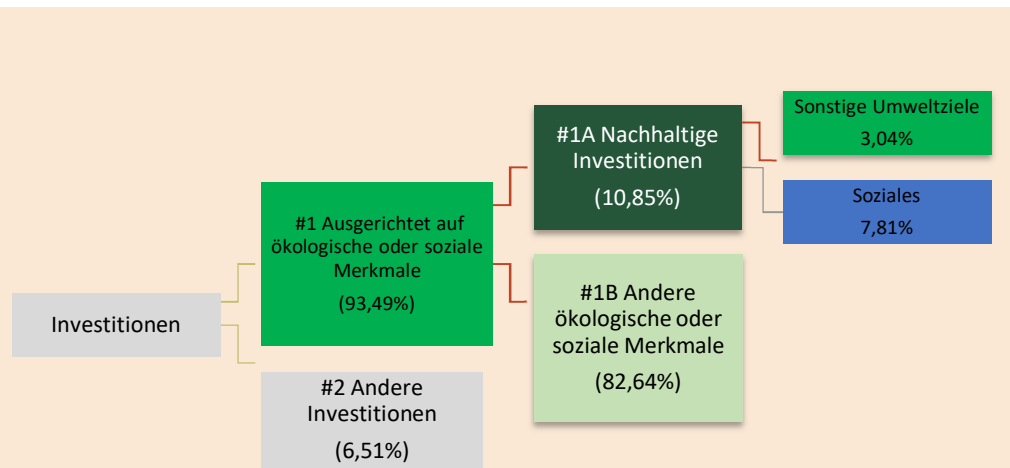 Investitionen
#1 Ausgerichtet auf
ökologische oder soziale
Merkmale
(93,49%)
#2 Andere
Investitionen
(6,51%)
#1A Nachhaltige
Investitionen
(10,85%)
#1B Andere
ökologische oder
soziale Merkmale
(82,64%)
Sonstige Umweltziele
3,04%
Soziales
7,81%